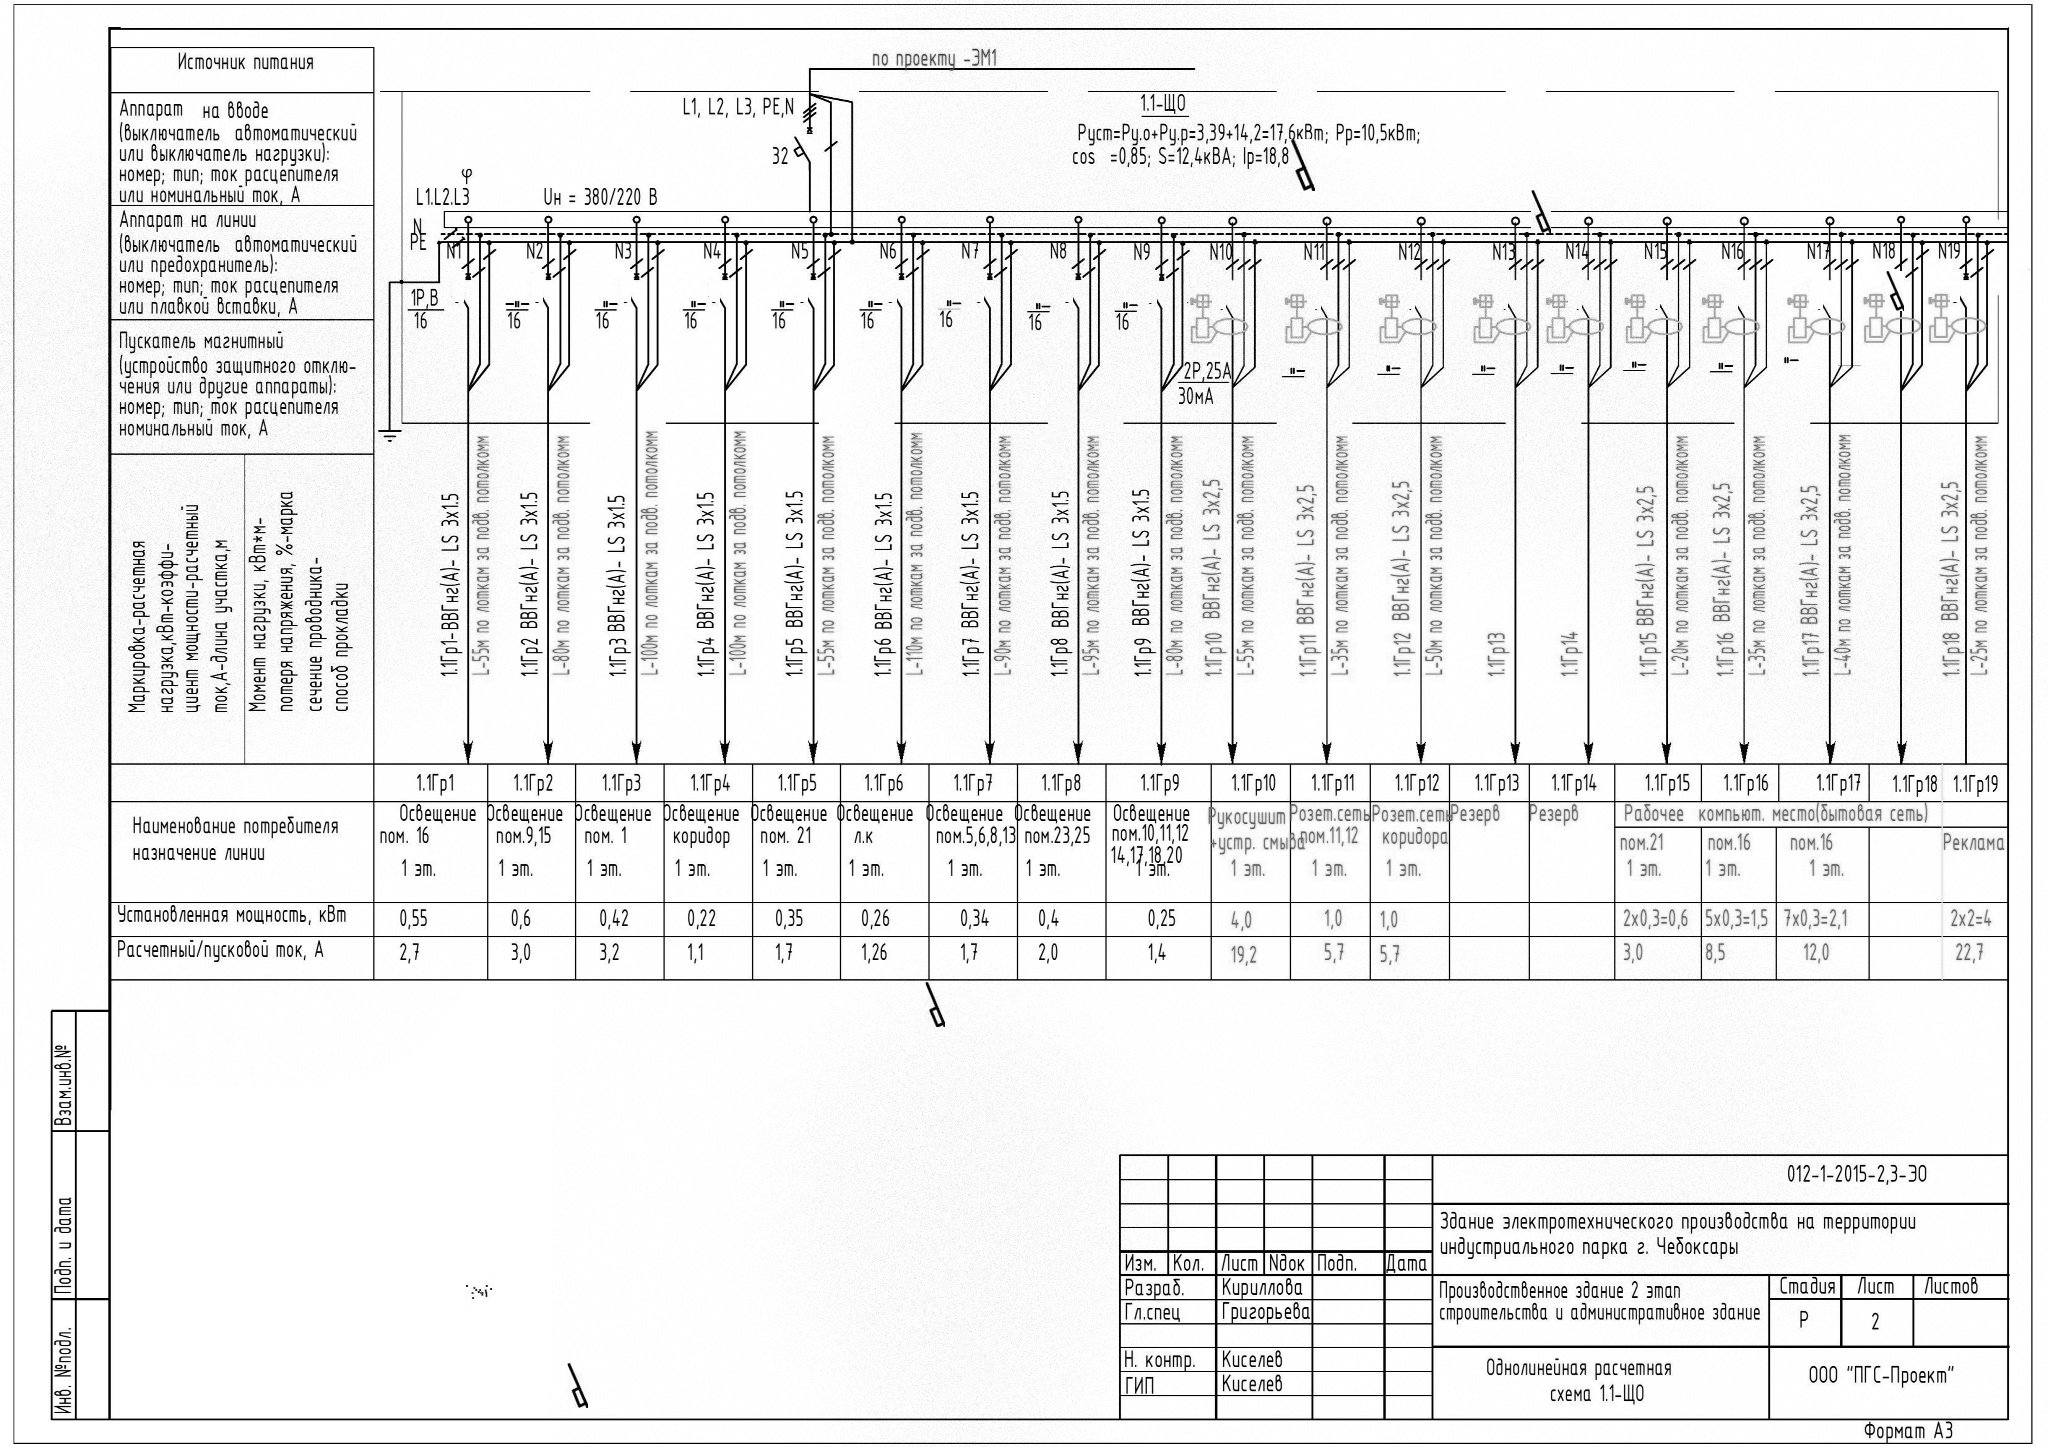 по проекту -ЭМ1
Источник питания
Аппарат на вводе
(выключатель автоматический
или выключатель нагрузки):
номер; тип; ток расцепителя
или номинальный ток, А
Аппарат на линии
(выключатель автоматический
или предохранитель):
номер; тип; ток расцепителя
или плавкой вставки, А
Пускатель магнитный
(устройство защитного отклю-
чения или другие аппараты):
номер; тип; ток расцепителя
номинальный ток, А
Маркировка-расчетная
нагрузка,кВт-коэффи-
циент мощности-расчетный
ток,А-длина участка,м
Момент нагрузки, кВт*м-
потеря напряжения, %-марка
сечение проводника-
способ прокладки
L1, L2, L3, PE,N
32
1.1-ЩО
Руст=Ру.о+Ру.р=3,39+14,2=17,6кВт; Рр=10,5кВт;
cos =0,85; S=12,4кВА; Iр=18,8
φ
L1.L2.L3
Uн = 380/220 В
N
PE
N1 N2 N3 N4 N5 N6 N7 N8 N9 N10 N11 N12 N13 N14 N15 N16 N17 N18 N19
1Р,В
16
"– 16 "– 16 "– 16 "– 16 "– 16 "– 16 "– 16 "– 16
2Р,25А
30мА
"– "– "– "– "– "– "–
1.1Гр1-ВВГнг(А)- LS 3х1.5
L-55м по лоткам за подв. потолкомм
1.1Гр2 ВВГнг(А)- LS 3х1.5
L-80м по лоткам за подв. потолкомм
1.1Гр3 ВВГнг(А)- LS 3х1.5
L-100м по лоткам за подв. потолкомм
1.1Гр4 ВВГнг(А)- LS 3х1.5
L-100м по лоткам за подв. потолкомм
1.1Гр5 ВВГнг(А)- LS 3х1.5
L-55м по лоткам за подв. потолкомм
1.1Гр6 ВВГнг(А)- LS 3х1.5
L-110м по лоткам за подв. потолкомм
1.1Гр7 ВВГнг(А)- LS 3х1.5
L-90м по лоткам за подв. потолкомм
1.1Гр8 ВВГнг(А)- LS 3х1.5
L-95м по лоткам за подв. потолкомм
1.1Гр9 ВВГнг(А)- LS 3х1.5
L-80м по лоткам за подв. потолкомм
1.1Гр10 ВВГнг(А)- LS 3х2,5
L-55м по лоткам за подв. потолкомм
1.1Гр11 ВВГнг(А)- LS 3х2,5
L-35м по лоткам за подв. потолкомм
1.1Гр12 ВВГнг(А)- LS 3х2,5
L-50м по лоткам за подв. потолкомм
1.1Гр13
1.1Гр14
1.1Гр15 ВВГнг(А)- LS 3х2,5
L-20м по лоткам за подв. потолкомм
1.1Гр16 ВВГнг(А)- LS 3х2,5
L-35м по лоткам за подв. потолкомм
1.1Гр17 ВВГнг(А)- LS 3х2,5
L-40м по лоткам за подв. потолкомм
1.1Гр18 ВВГнг(А)- LS 3х2,5
L-25м по лоткам за подв. потолкомм
1.1Гр1 1.1Гр2 1.1Гр3 1.1Гр4 1.1Гр5 1.1Гр6 1.1Гр7 1.1Гр8 1.1Гр9 1.1Гр10 1.1Гр11 1.1Гр12 1.1Гр13 1.1Гр14 1.1Гр15 1.1Гр16 1.1Гр17 1.1Гр18 1.1Гр19
Наименование потребителя
назначение линии
Освещение
пом. 16
1 эт.
Освещение
пом.9,15
1 эт.
Освещение
пом. 1
1 эт.
Освещение
коридор
1 эт.
Освещение
пом. 21
1 эт.
Освещение
л.к
1 эт.
Освещение
пом.5,6,8,13
1 эт.
Освещение
пом.23,25
1 эт.
Освещение
пом.10,11,12
14,17,18,20
1 эт.
Рукосушит
+устр. смыва
1 эт.
Розет.сеть
пом.11,12
1 эт.
Розет.сеть
коридора
1 эт.
Резерв
Резерв
Рабочее компьют. место(бытовая сеть)
пом.21
1 эт.
пом.16
1 эт.
пом.16
1 эт.
Реклама
Установленная мощность, кВт 0,55 0,6 0,42 0,22 0,35 0,26 0,34 0,4 0,25 4,0 1,0 1,0 2х0,3=0,6 5х0,3=1,5 7х0,3=2,1 2х2=4
Расчетный/пусковой ток, А 2,7 3,0 3,2 1,1 1,7 1,26 1,7 2,0 1,4 19,2 5,7 5,7 3,0 8,5 12,0 22,7
Взам.инв.№
Подп. и дата
Инв. №подл.
012-1-2015-2,3-ЭО
Здание электротехнического производства на территории
индустриального парка г. Чебоксары
Изм. Кол. Лист Nдок Подп. Дата
Разраб. Кириллова
Гл.спец Григорьева
Н. контр. Киселев
ГИП Киселев
Производственное здание 2 этап
строительства и административное здание
Стадия Лист Листов
Р 2
Однолинейная расчетная
схема 1.1-ЩО
ООО "ПГС-Проект"
Формат А3